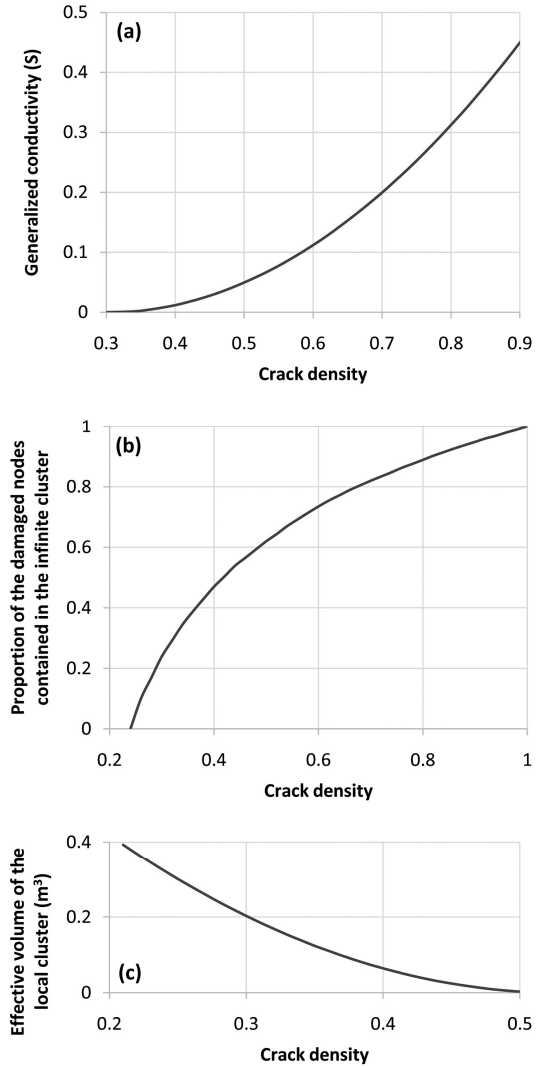 (a)
Generalized conductivity (S)
0.5
0.4
0.3
0.2
0.1
0
0.3 0.4 0.5 0.6 0.7 0.8 0.9
Crack density
(b)
Proportion of the damaged nodes
contained in the infinite cluster
1
0.8
0.6
0.4
0.2
0
0.2 0.4 0.6 0.8 1
Crack density
Effective volume of the
local cluster (m³)
0.4
0.2
0
(c)
0.2 0.3 0.4 0.5
Crack density